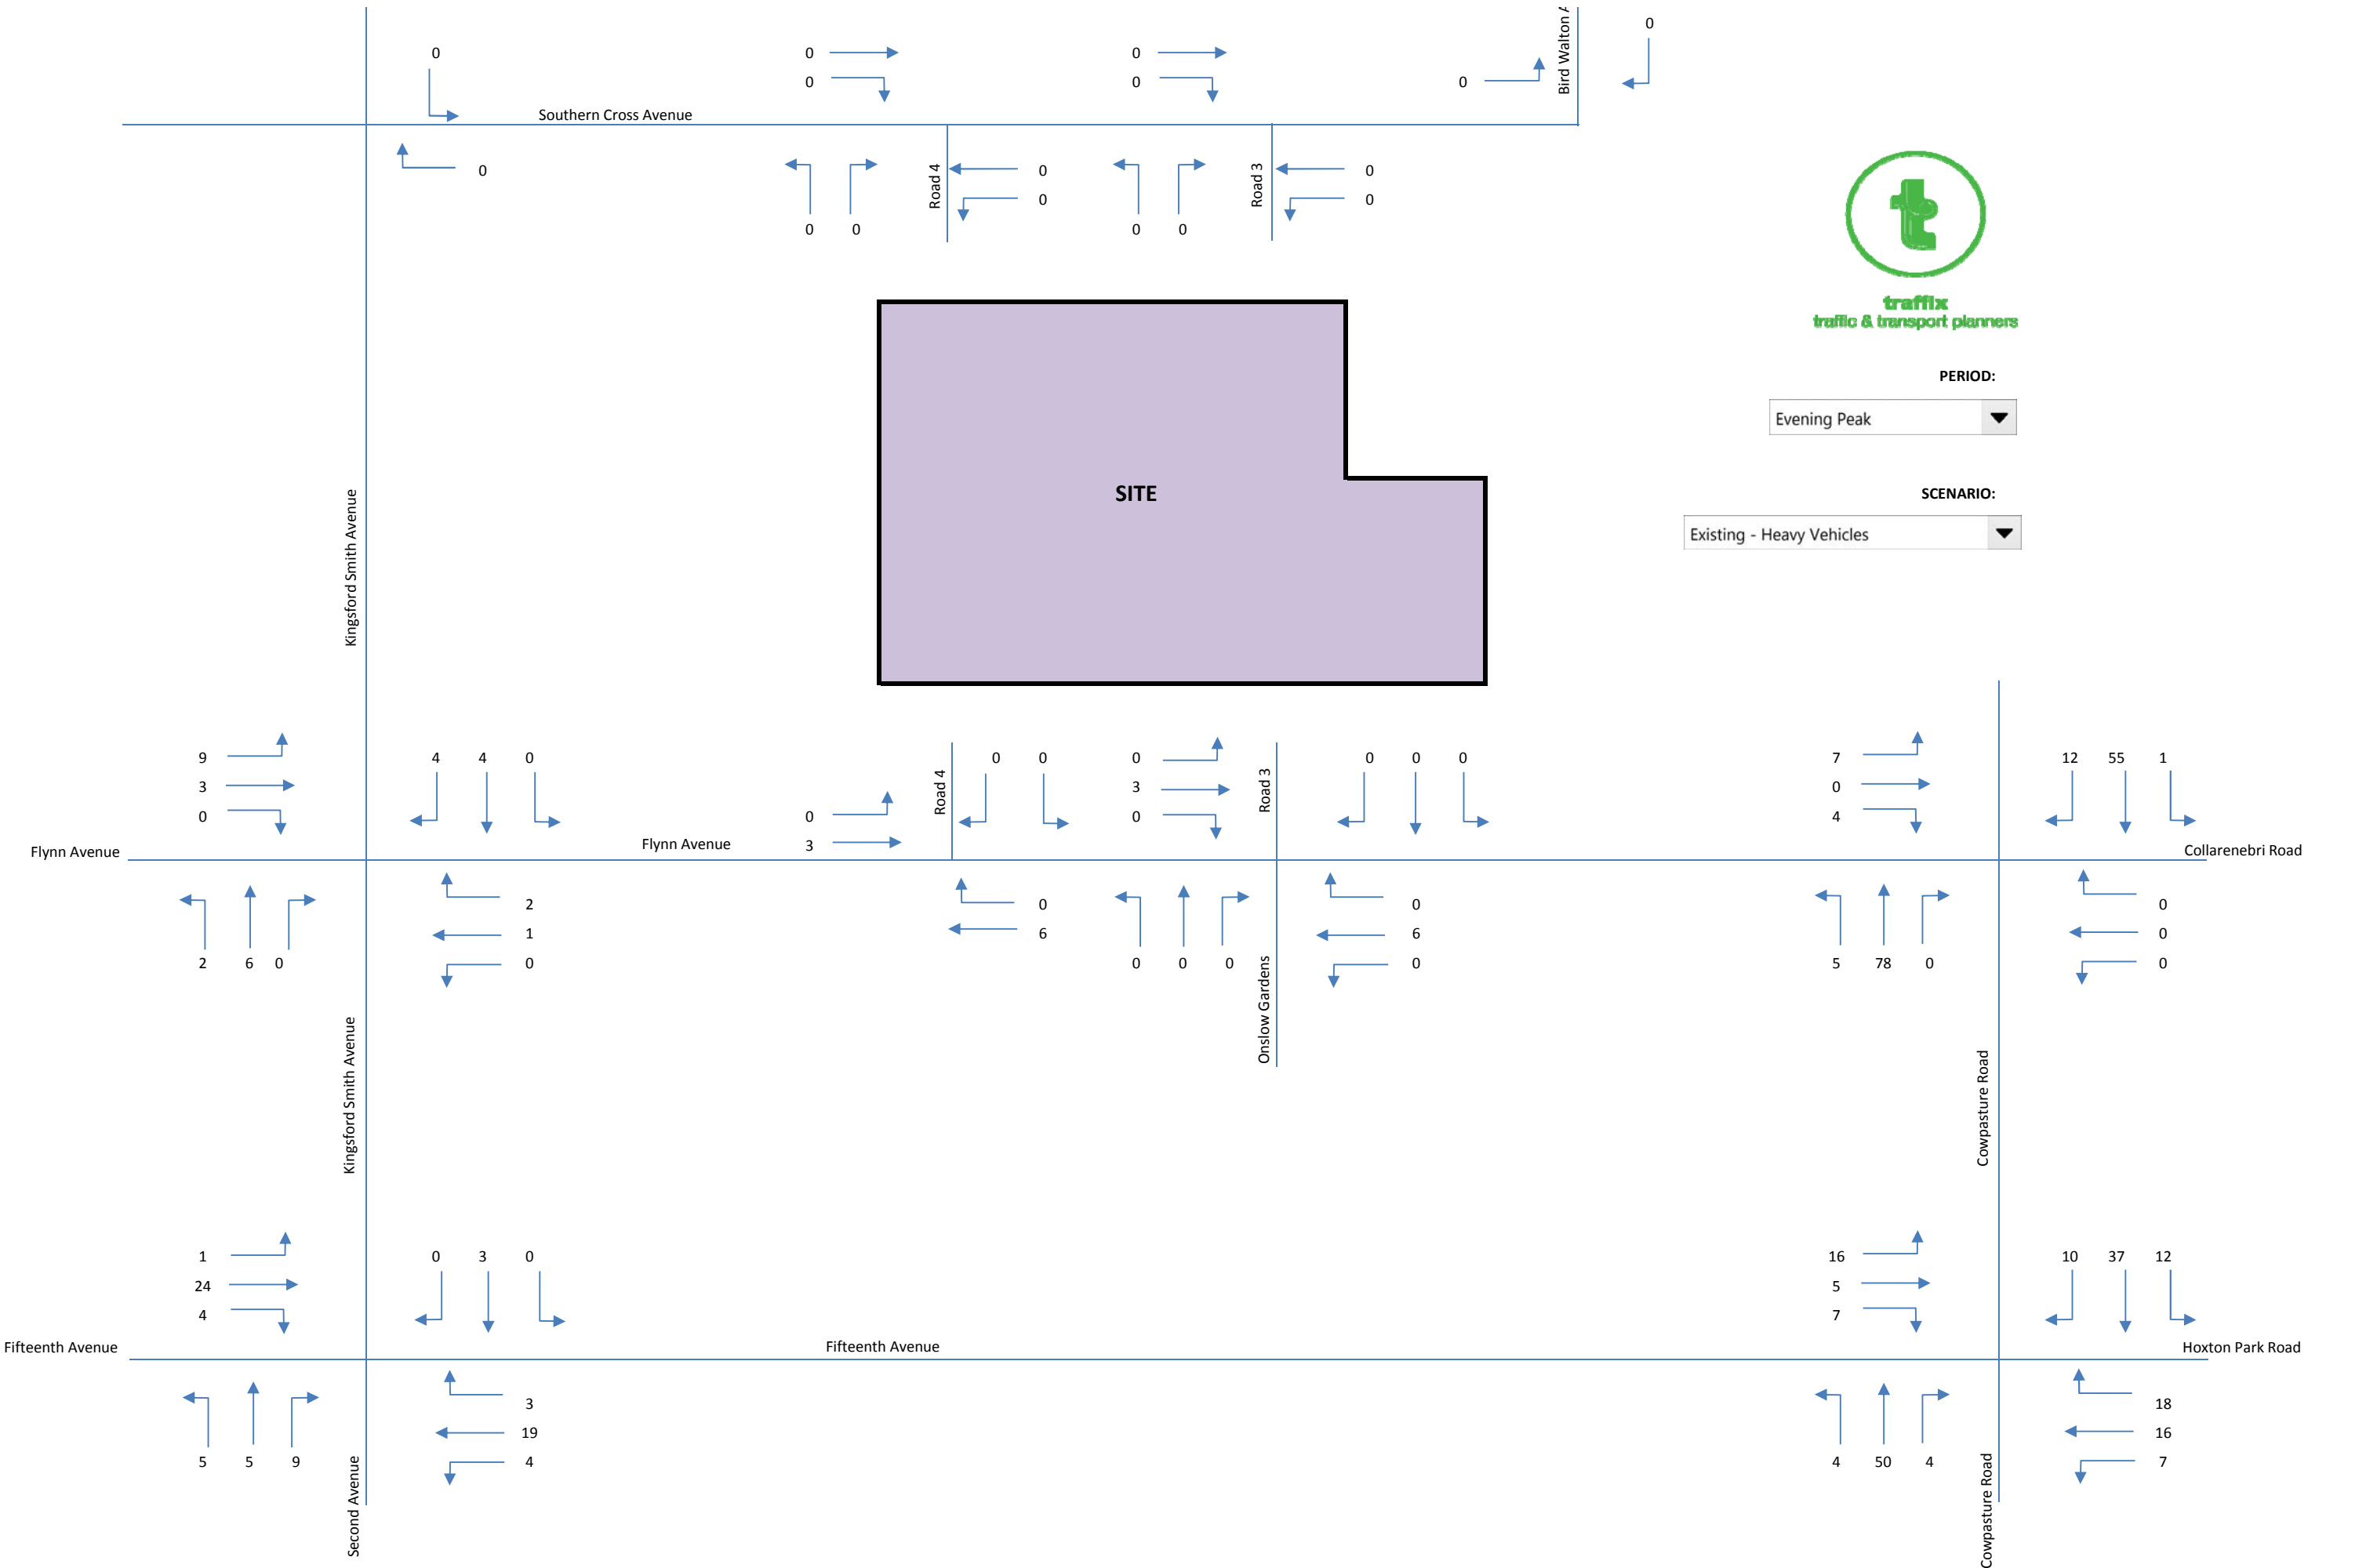 0
0
0
0
Bird Walton A
0
0
0
0
Southern Cross Avenue
0
Road 4
0
0
Road 3
0
0
0 0
0 0
traffix
traffic & transport planners
PERIOD:
Evening Peak
SCENARIO:
Existing - Heavy Vehicles
SITE
Kingsford Smith Avenue
9
3
0
4 4 0
0
3
Road 4
0 0
0
3
0
Road 3
0 0 0
7
0
4
12 55 1
Flynn Avenue
Flynn Avenue
Collarenebri Road
2 6 0
2
1
0
0
6
0 0 0
Onslow Gardens
0
6
0
5 78 0
0
0
0
Kingsford Smith Avenue
Cowpasture Road
1
24
4
0 3 0
16
5
7
10 37 12
Fifteenth Avenue
Fifteenth Avenue
Hoxton Park Road
5 5 9
3
19
4
4 50 4
18
16
7
Second Avenue
Cowpasture Road